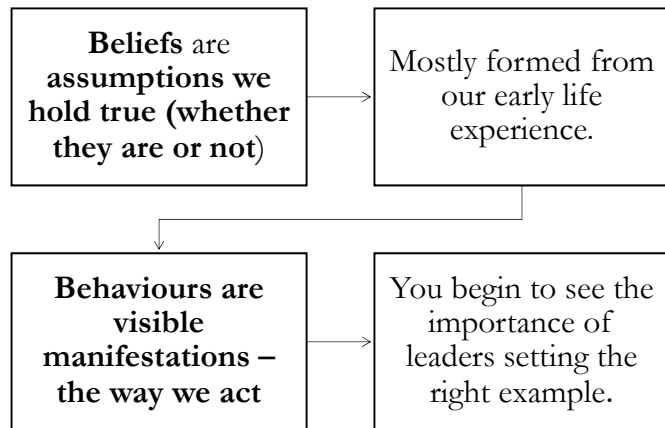 Beliefs are
assumptions we
hold true (whether
they are or not)
Mostly formed from
our early life
experience.
Behaviours are
visible
manifestations –
the way we act
You begin to see the
importance of
leaders setting the
right example.